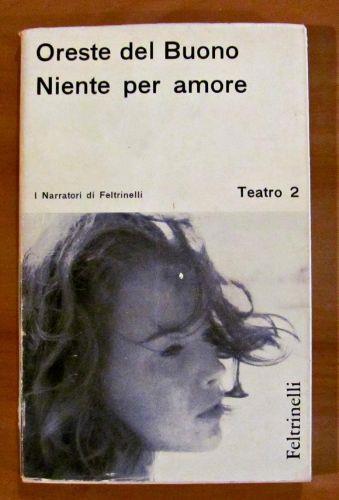 Oreste del Buono
Niente per amore
I Narratori di Feltrinelli
Teatro 2
Feltrinelli